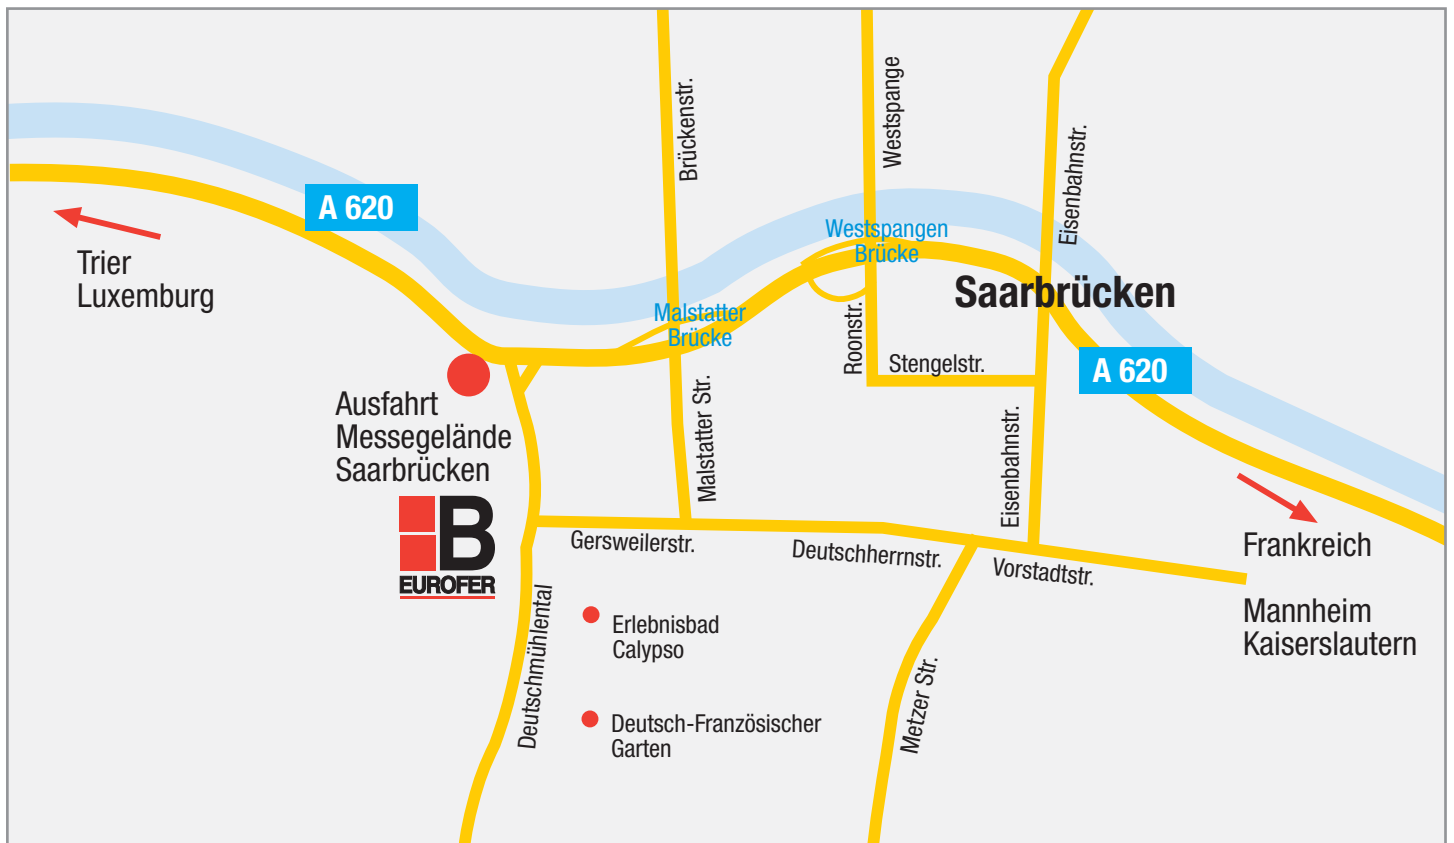 Brückenstr.
Westspange
Eisenbahnstr.
A 620
Trier
Luxemburg
Westspangen
Brücke
Saarbrücken
Malstatter
Brücke
Roonstr.
Stengelstr.
A 620
Ausfahrt
Messegelände
Saarbrücken
Malstatter Str.
Eisenbahnstr.
B
EUROFER
Gersweilerstr.
Deutschherrnstr.
Vorstadtstr.
Frankreich
Mannheim
Kaiserslautern
Deutschmühlental
Erlebnisbad
Calypso
Metzer Str.
Deutsch-Französischer
Garten